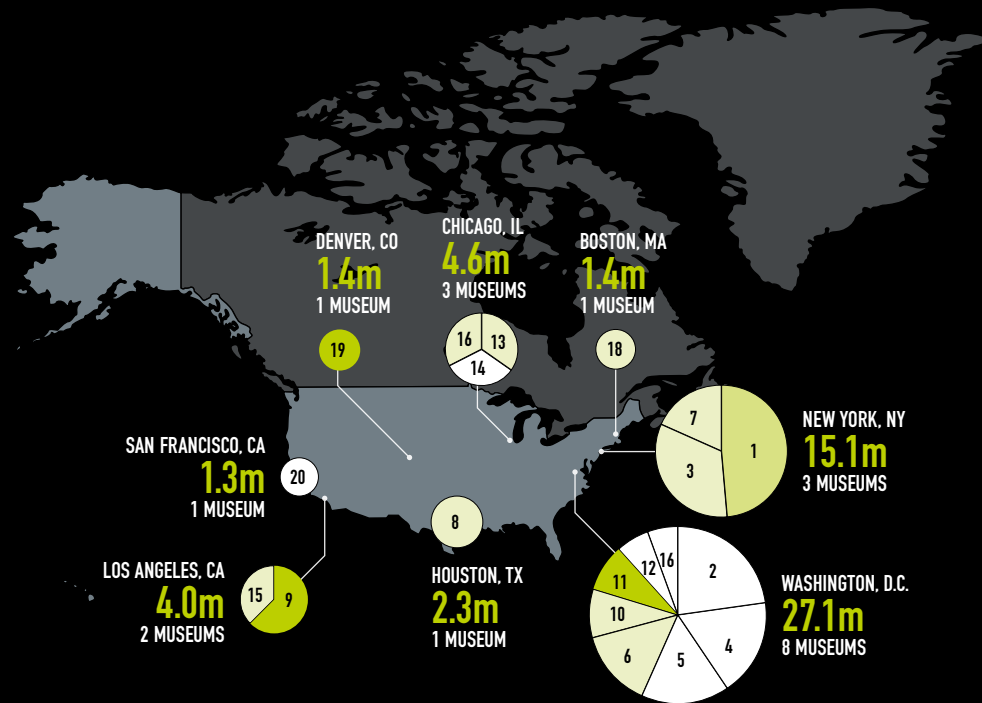 DENVER, CO
1.4m
1 MUSEUM
19
CHICAGO, IL
4.6m
3 MUSEUMS
16
13
14
BOSTON, MA
1.4m
1 MUSEUM
18
NEW YORK, NY
15.1m
3 MUSEUMS
7
1
3
SAN FRANCISCO, CA
1.3m
1 MUSEUM
20
LOS ANGELES, CA
4.0m
2 MUSEUMS
15
9
8
HOUSTON, TX
2.3m
1 MUSEUM
WASHINGTON, D.C.
27.1m
8 MUSEUMS
12
16
2
11
10
6
5
4